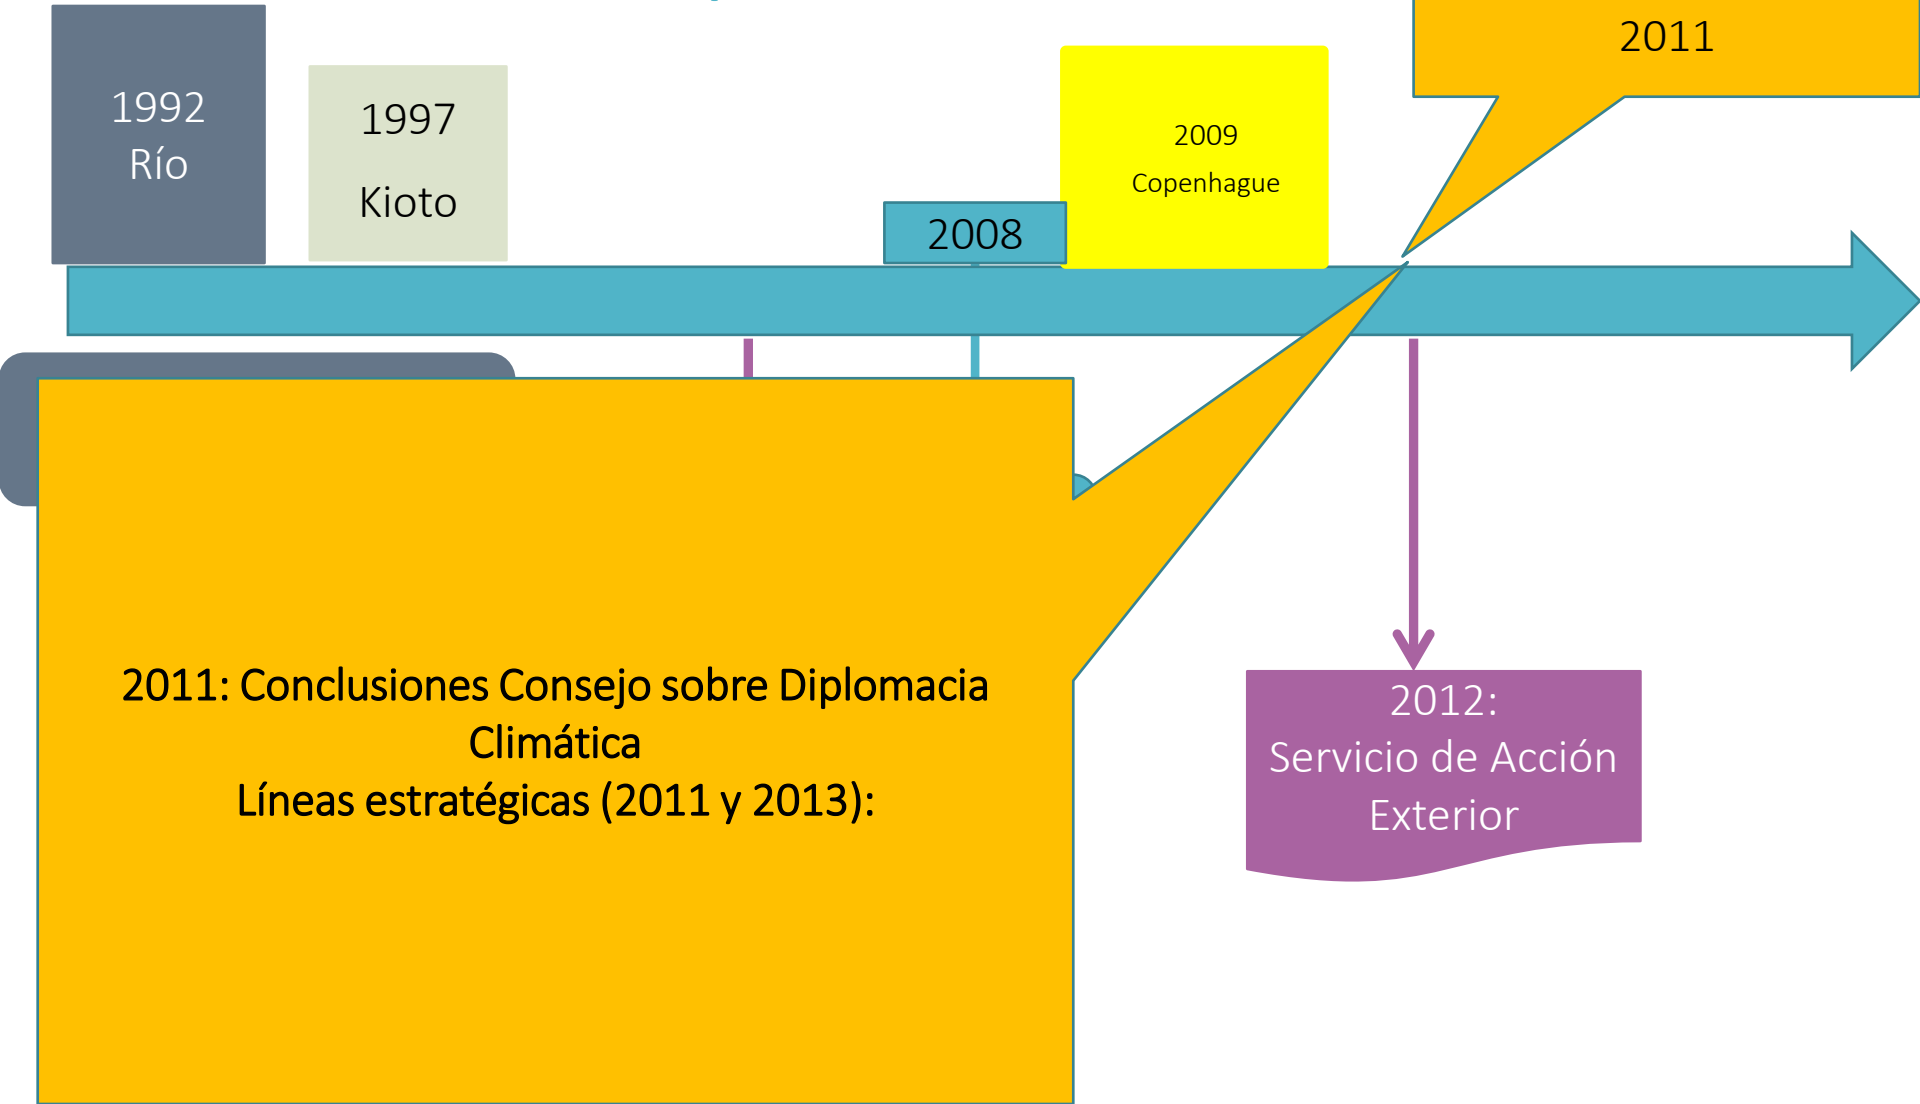 2011
1992
Río
1997
Kioto
2009
Copenhague
2008
2011: Conclusiones Consejo sobre Diplomacia
Climática
Líneas estratégicas (2011 y 2013):
2012:
Servicio de Acción
Exterior